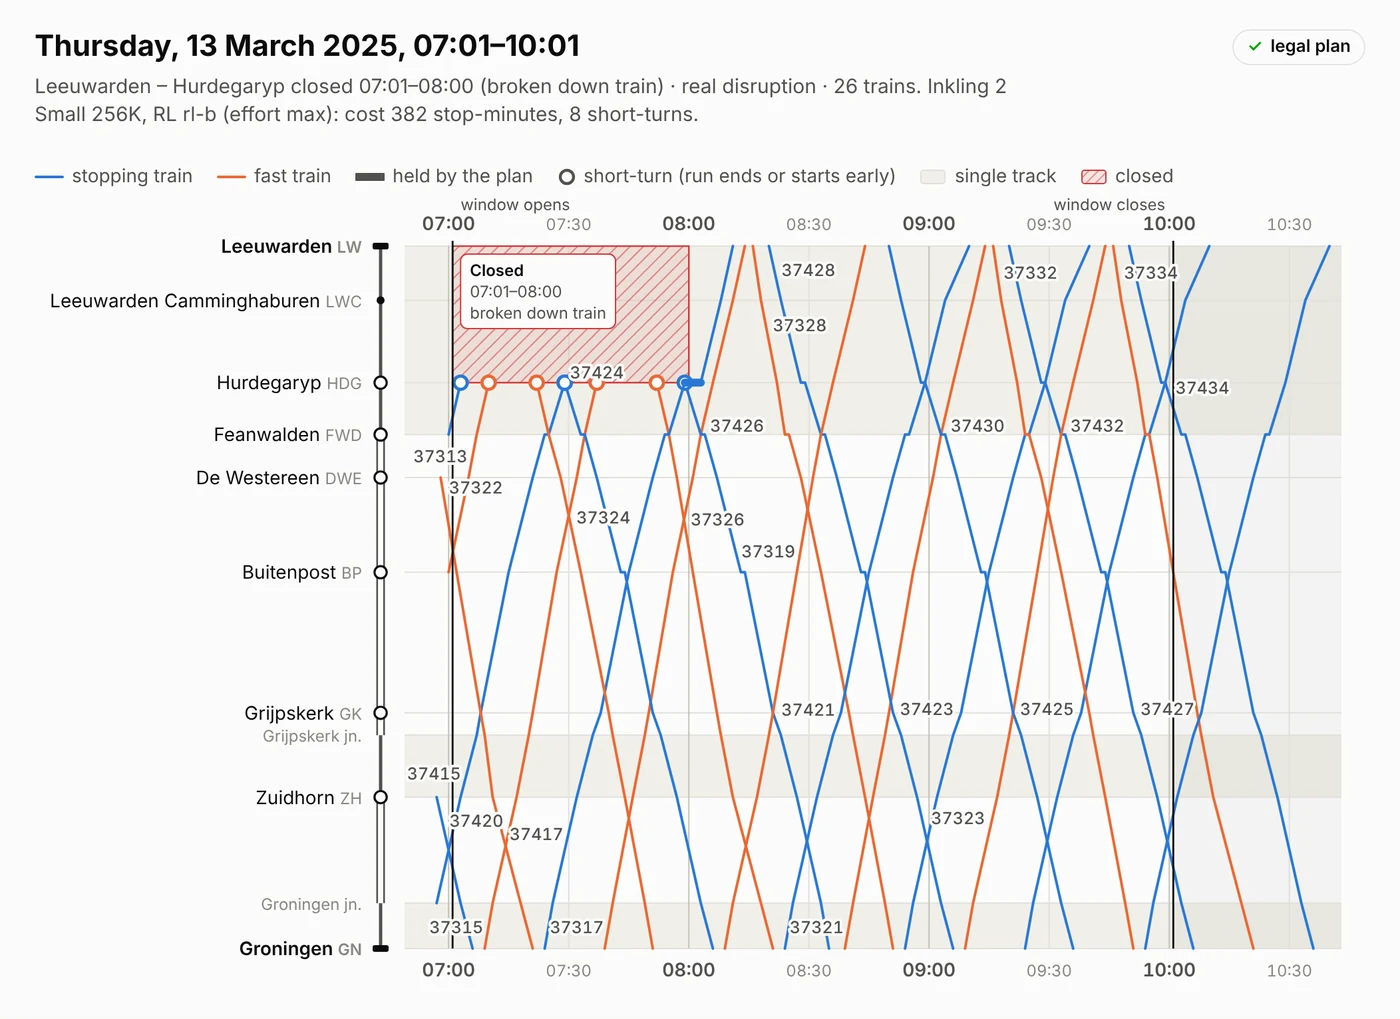 Thursday, 13 March 2025, 07:01–10:01
legal plan
Leeuwarden – Hurdegaryp closed 07:01–08:00 (broken down train) · real disruption · 26 trains. Inkling 2
Small 256K, RL rl-b (effort max): cost 382 stop-minutes, 8 short-turns.
stopping train
fast train
held by the plan
short-turn (run ends or starts early)
single track
closed
window opens
window closes
07:00
07:30
08:00
08:30
09:00
09:30
10:00
10:30
Leeuwarden LW
Leeuwarden Camminghaburen LWC
Hurdegaryp HDG
Feanwalden FWD
De Westereen DWE
Buitenpost BP
Grijpskerk GK
Grijpskerk jn.
Zuidhorn ZH
Groningen jn.
Groningen GN
Closed
07:01–08:00
broken down train
37428
37332
37334
37328
37424
37434
37426
37430
37432
37313
37322
37324
37326
37319
37421
37423
37425
37427
37415
37420
37417
37323
37315
37317
37321
07:00
07:30
08:00
08:30
09:00
09:30
10:00
10:30